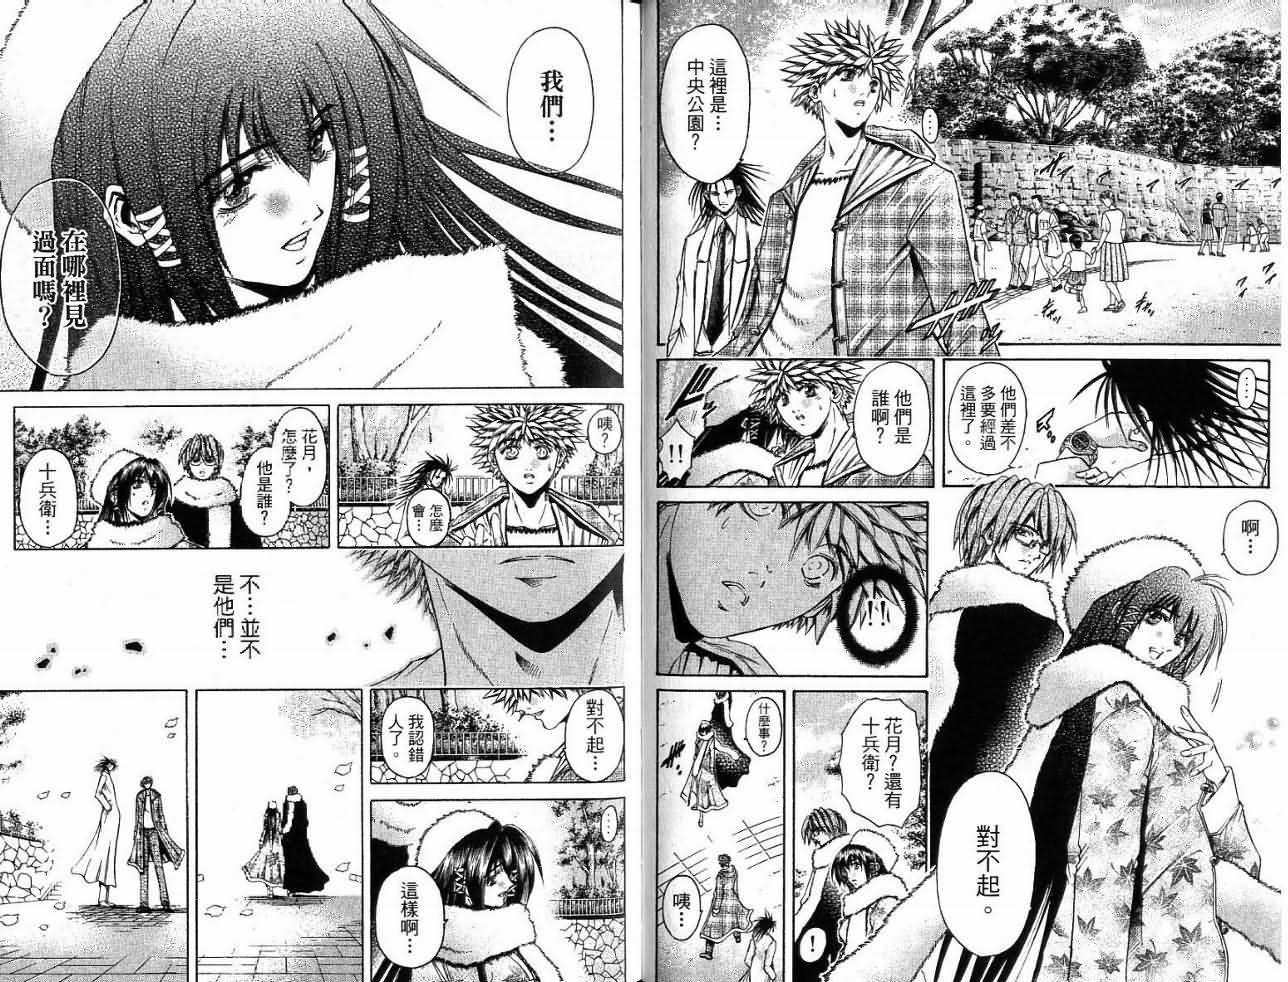 這裡是…
中央公園？
…
…
他們差不
多要經過
這裡了。
他們是
誰啊？
!!
啊…
!!
對不起。
花月？還有
十兵衛？
!
什麼事？
咦…
我們…
在哪裡見
過面嗎？
咦？
怎麼
會…
花月，
怎麼了？
他是誰？
十兵衛…
不…並不
是他們…
對不起…
我認錯
人了。
…
這樣啊…